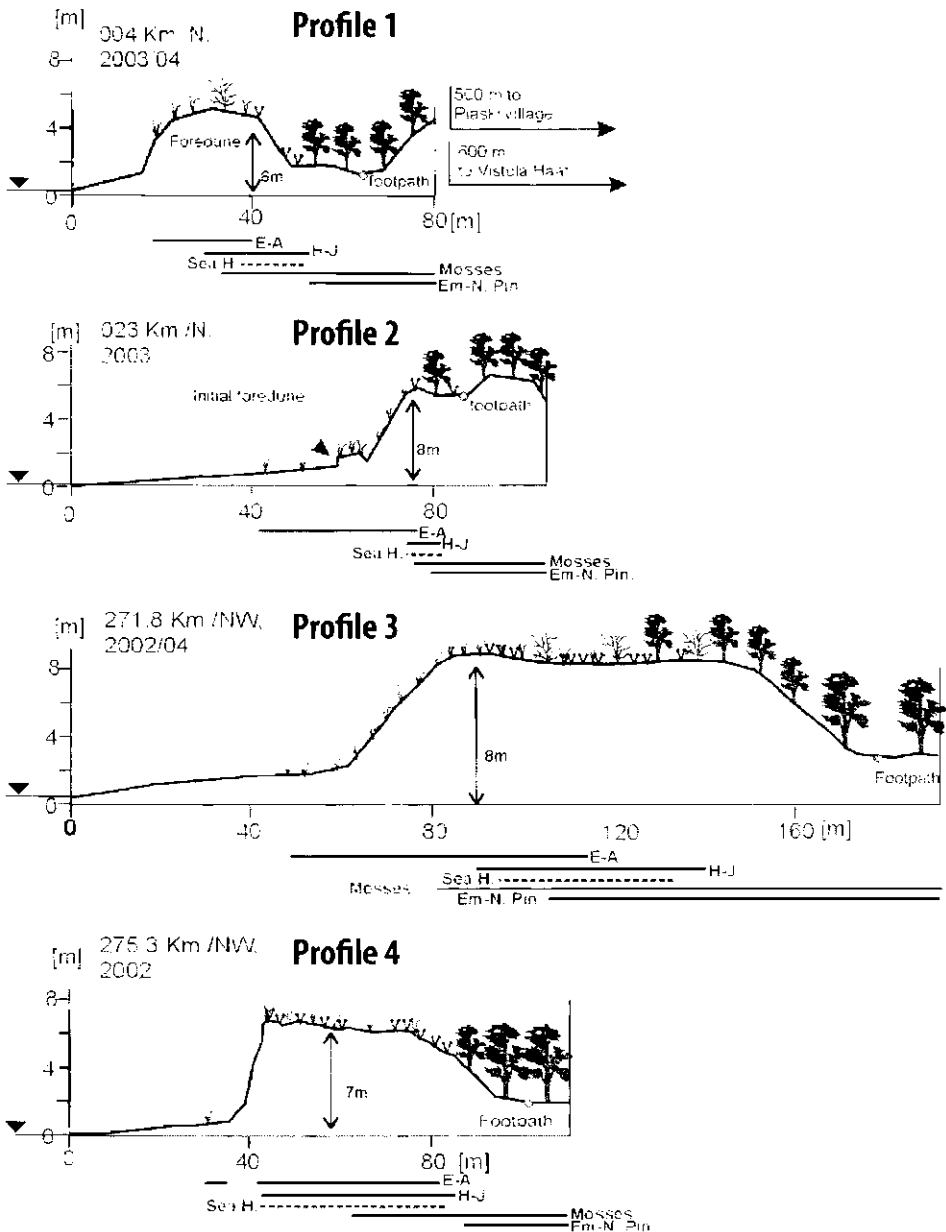 Profile 1
[m] 004 Km N.
2003/04
8
500 m to
village
4
Foredune
600 m
to Vistula
6m
footpath
0
0 40 80 [m]
E-A
H-J
Sea H.
Mosses
Em-N. Pin
Profile 2
[m] 023 Km /N.
2003
8
Initial foredune
footpath
4
8m
0
0 40 80
E-A
H-J
Sea H.
Mosses
Em-N. Pin.
Profile 3
[m] 271.8 Km /NW,
2002/04
8
4
8m
Footpath
0
0 40 80 120 160 [m]
E-A
H-J
Sea H.
Mosses
Em-N. Pin
Profile 4
[m] 275.3 Km /NW,
2002
8
4
7m
Footpath
0
0 40 80 [m]
E-A
H-J
Sea H.
Mosses
Em-N. Pin